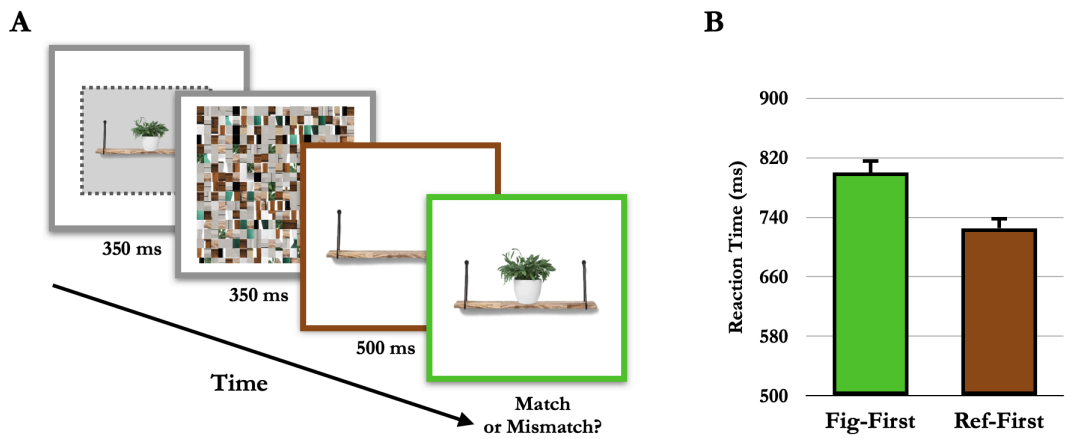 A
350 ms
350 ms
500 ms
Time
Match
or Mismatch?
B
Reaction Time (ms)
900
820
740
660
580
500
Fig-First
Ref-First